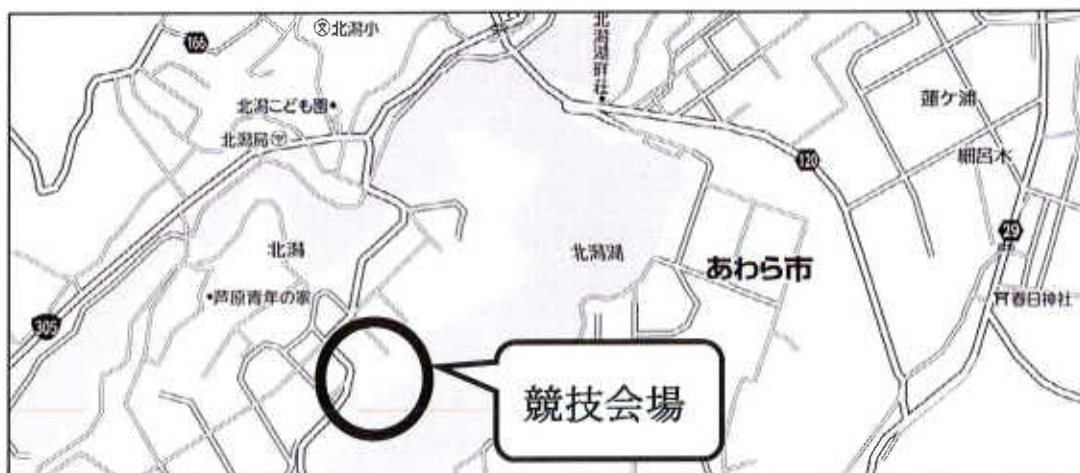 166
㊫北潟小
北潟湖畔荘
北潟こども園
北潟局
蓮ケ浦
細呂木
120
29
北潟
北潟湖
あわら市
芦原青年の家
春日神社
305
競技会場